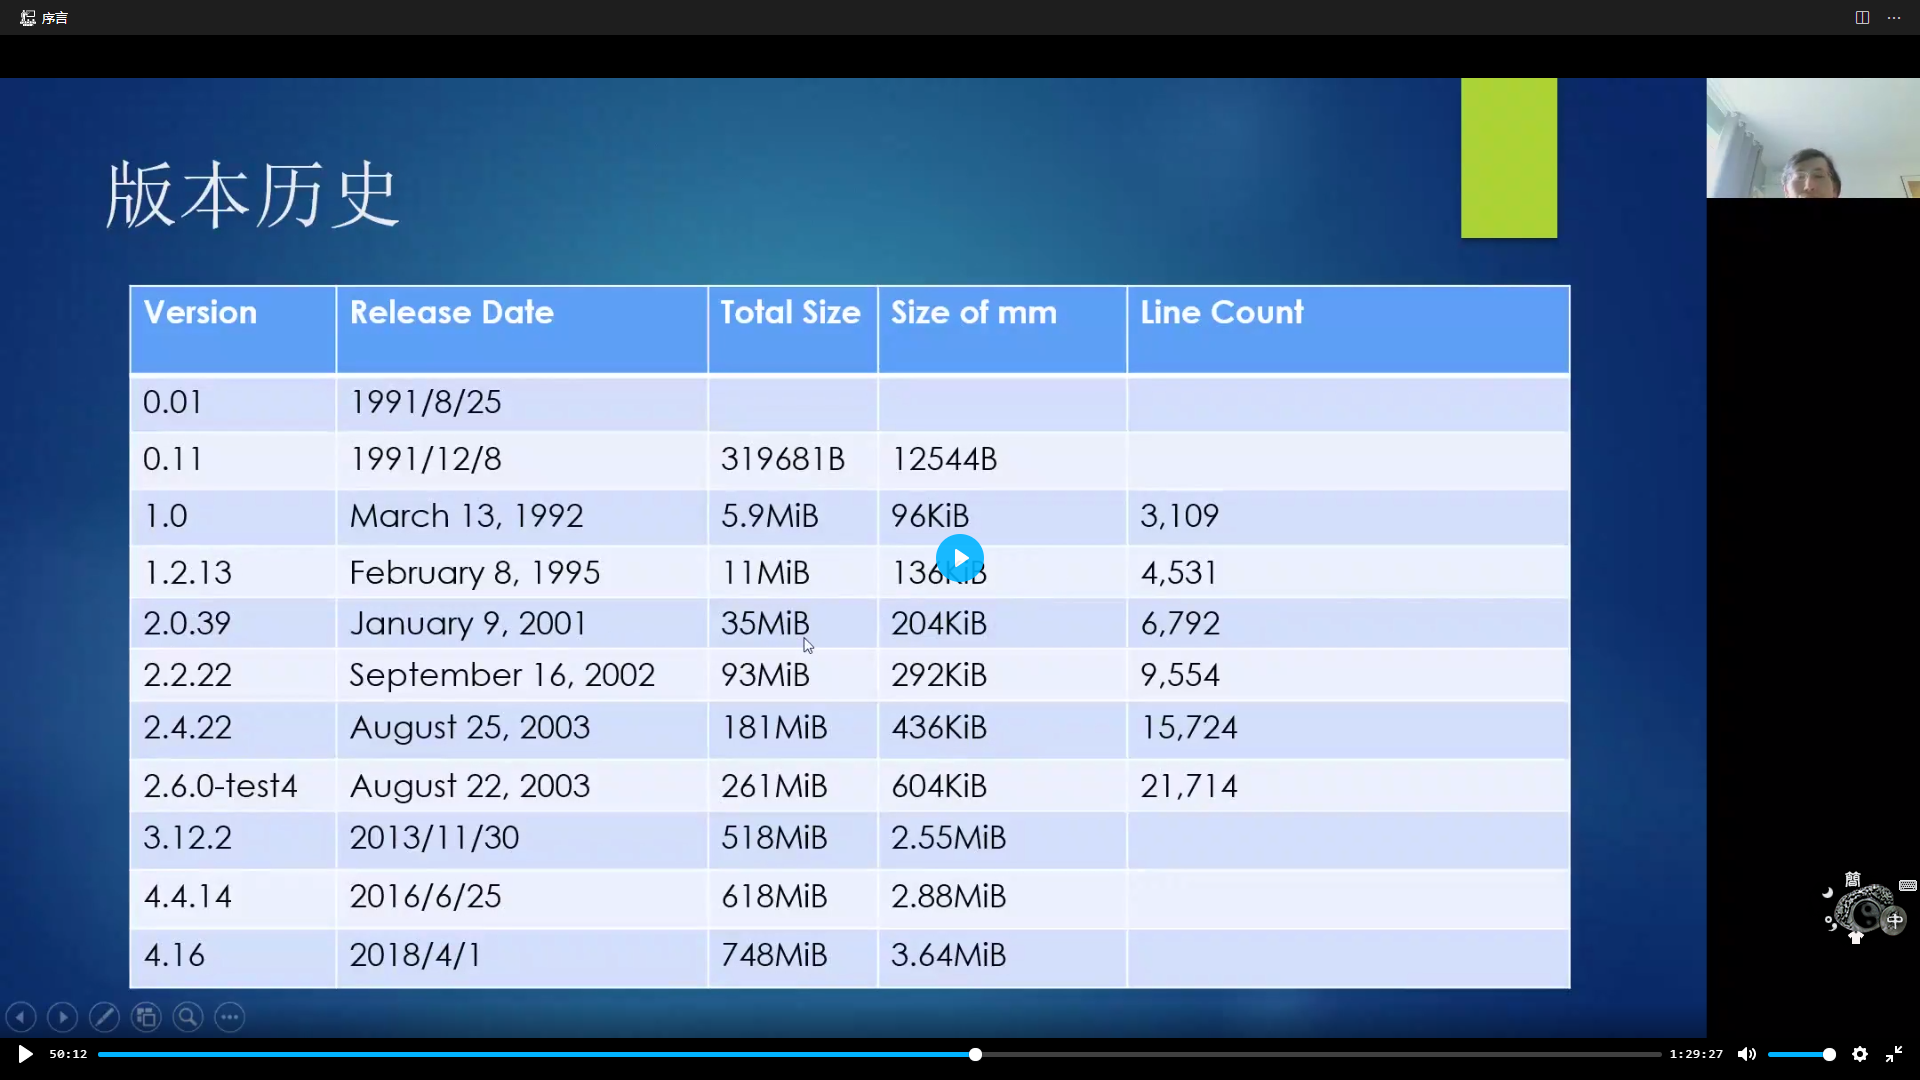 序言
版本历史
Version Release Date Total Size Size of mm Line Count
0.01 1991/8/25
0.11 1991/12/8 319681B 12544B
1.0 March 13, 1992 5.9MiB 96KiB 3,109
1.2.13 February 8, 1995 11MiB 136KiB 4,531
2.0.39 January 9, 2001 35MiB 204KiB 6,792
2.2.22 September 16, 2002 93MiB 292KiB 9,554
2.4.22 August 25, 2003 181MiB 436KiB 15,724
2.6.0-test4 August 22, 2003 261MiB 604KiB 21,714
3.12.2 2013/11/30 518MiB 2.55MiB
4.4.14 2016/6/25 618MiB 2.88MiB
4.16 2018/4/1 748MiB 3.64MiB
簡
中
50:12 1:29:27